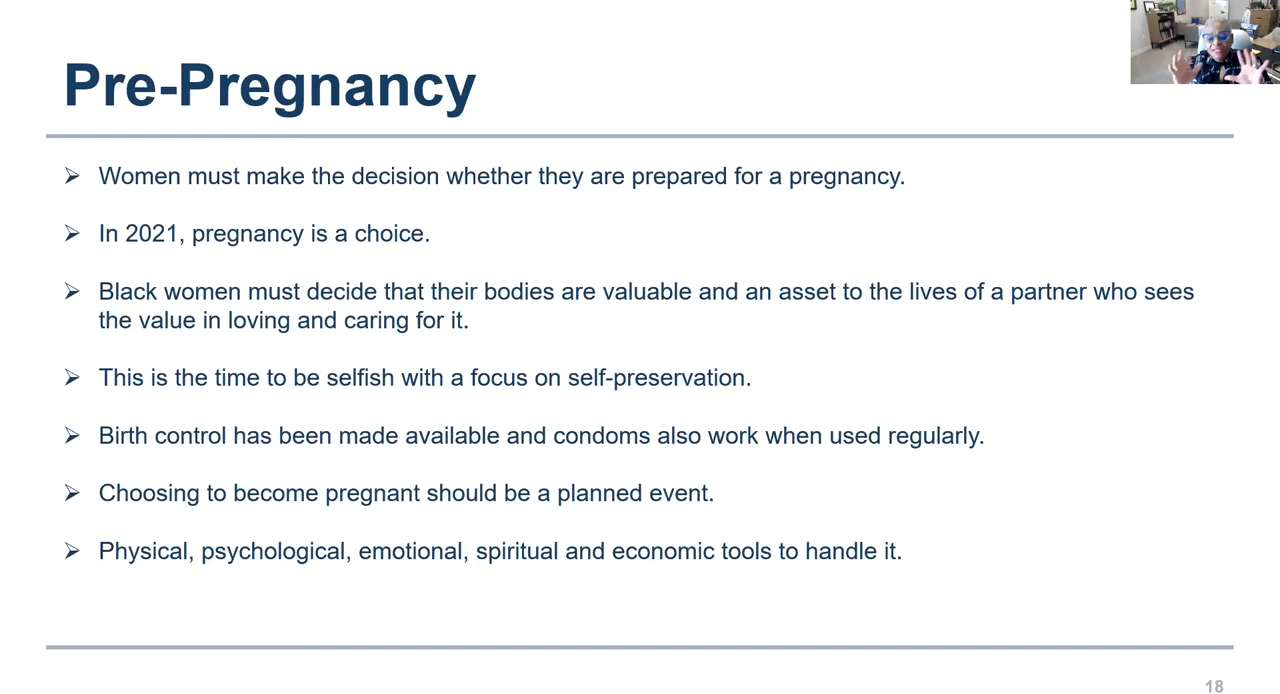 Pre-Pregnancy
➢ Women must make the decision whether they are prepared for a pregnancy.
➢ In 2021, pregnancy is a choice.
➢ Black women must decide that their bodies are valuable and an asset to the lives of a partner who sees
the value in loving and caring for it.
➢ This is the time to be selfish with a focus on self-preservation.
➢ Birth control has been made available and condoms also work when used regularly.
➢ Choosing to become pregnant should be a planned event.
➢ Physical, psychological, emotional, spiritual and economic tools to handle it.
18